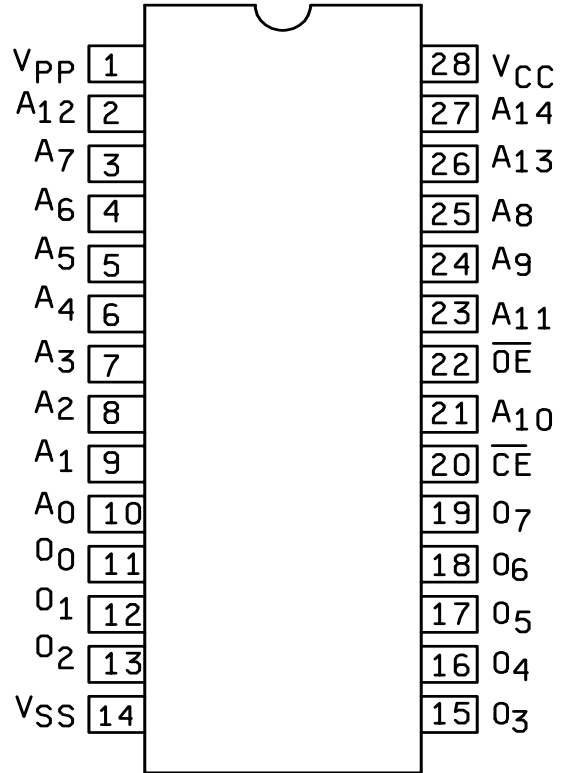 VPP 1 28 VCC
A12 2 27 A14
A7 3 26 A13
A6 4 25 A8
A5 5 24 A9
A4 6 23 A11
A3 7 22 O̅E̅
A2 8 21 A10
A1 9 20 C̅E̅
A0 10 19 O7
O0 11 18 O6
O1 12 17 O5
O2 13 16 O4
VSS 14 15 O3